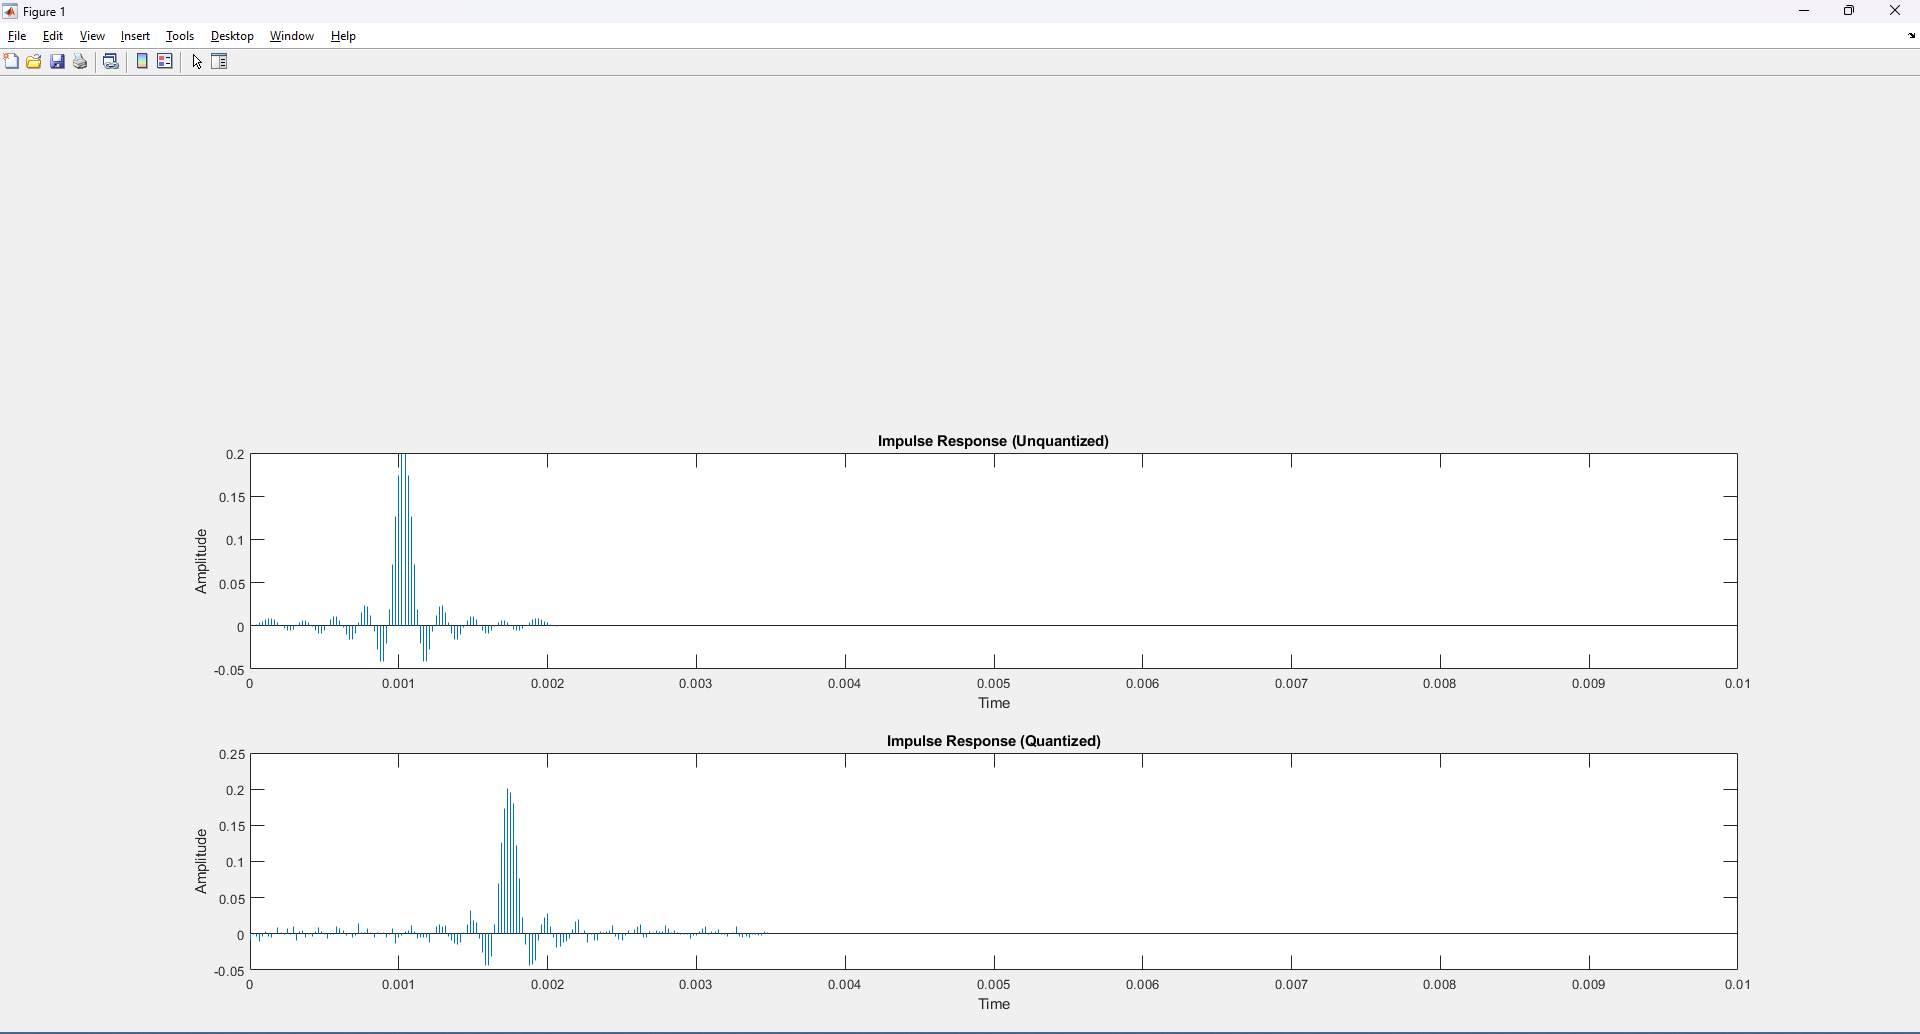 Figure 1
File Edit View Insert Tools Desktop Window Help
Impulse Response (Unquantized)
0.2
0.15
0.1
0.05
0
-0.05
Amplitude
0 0.001 0.002 0.003 0.004 0.005 0.006 0.007 0.008 0.009 0.01
Time
Impulse Response (Quantized)
0.25
0.2
0.15
0.1
0.05
0
-0.05
Amplitude
0 0.001 0.002 0.003 0.004 0.005 0.006 0.007 0.008 0.009 0.01
Time